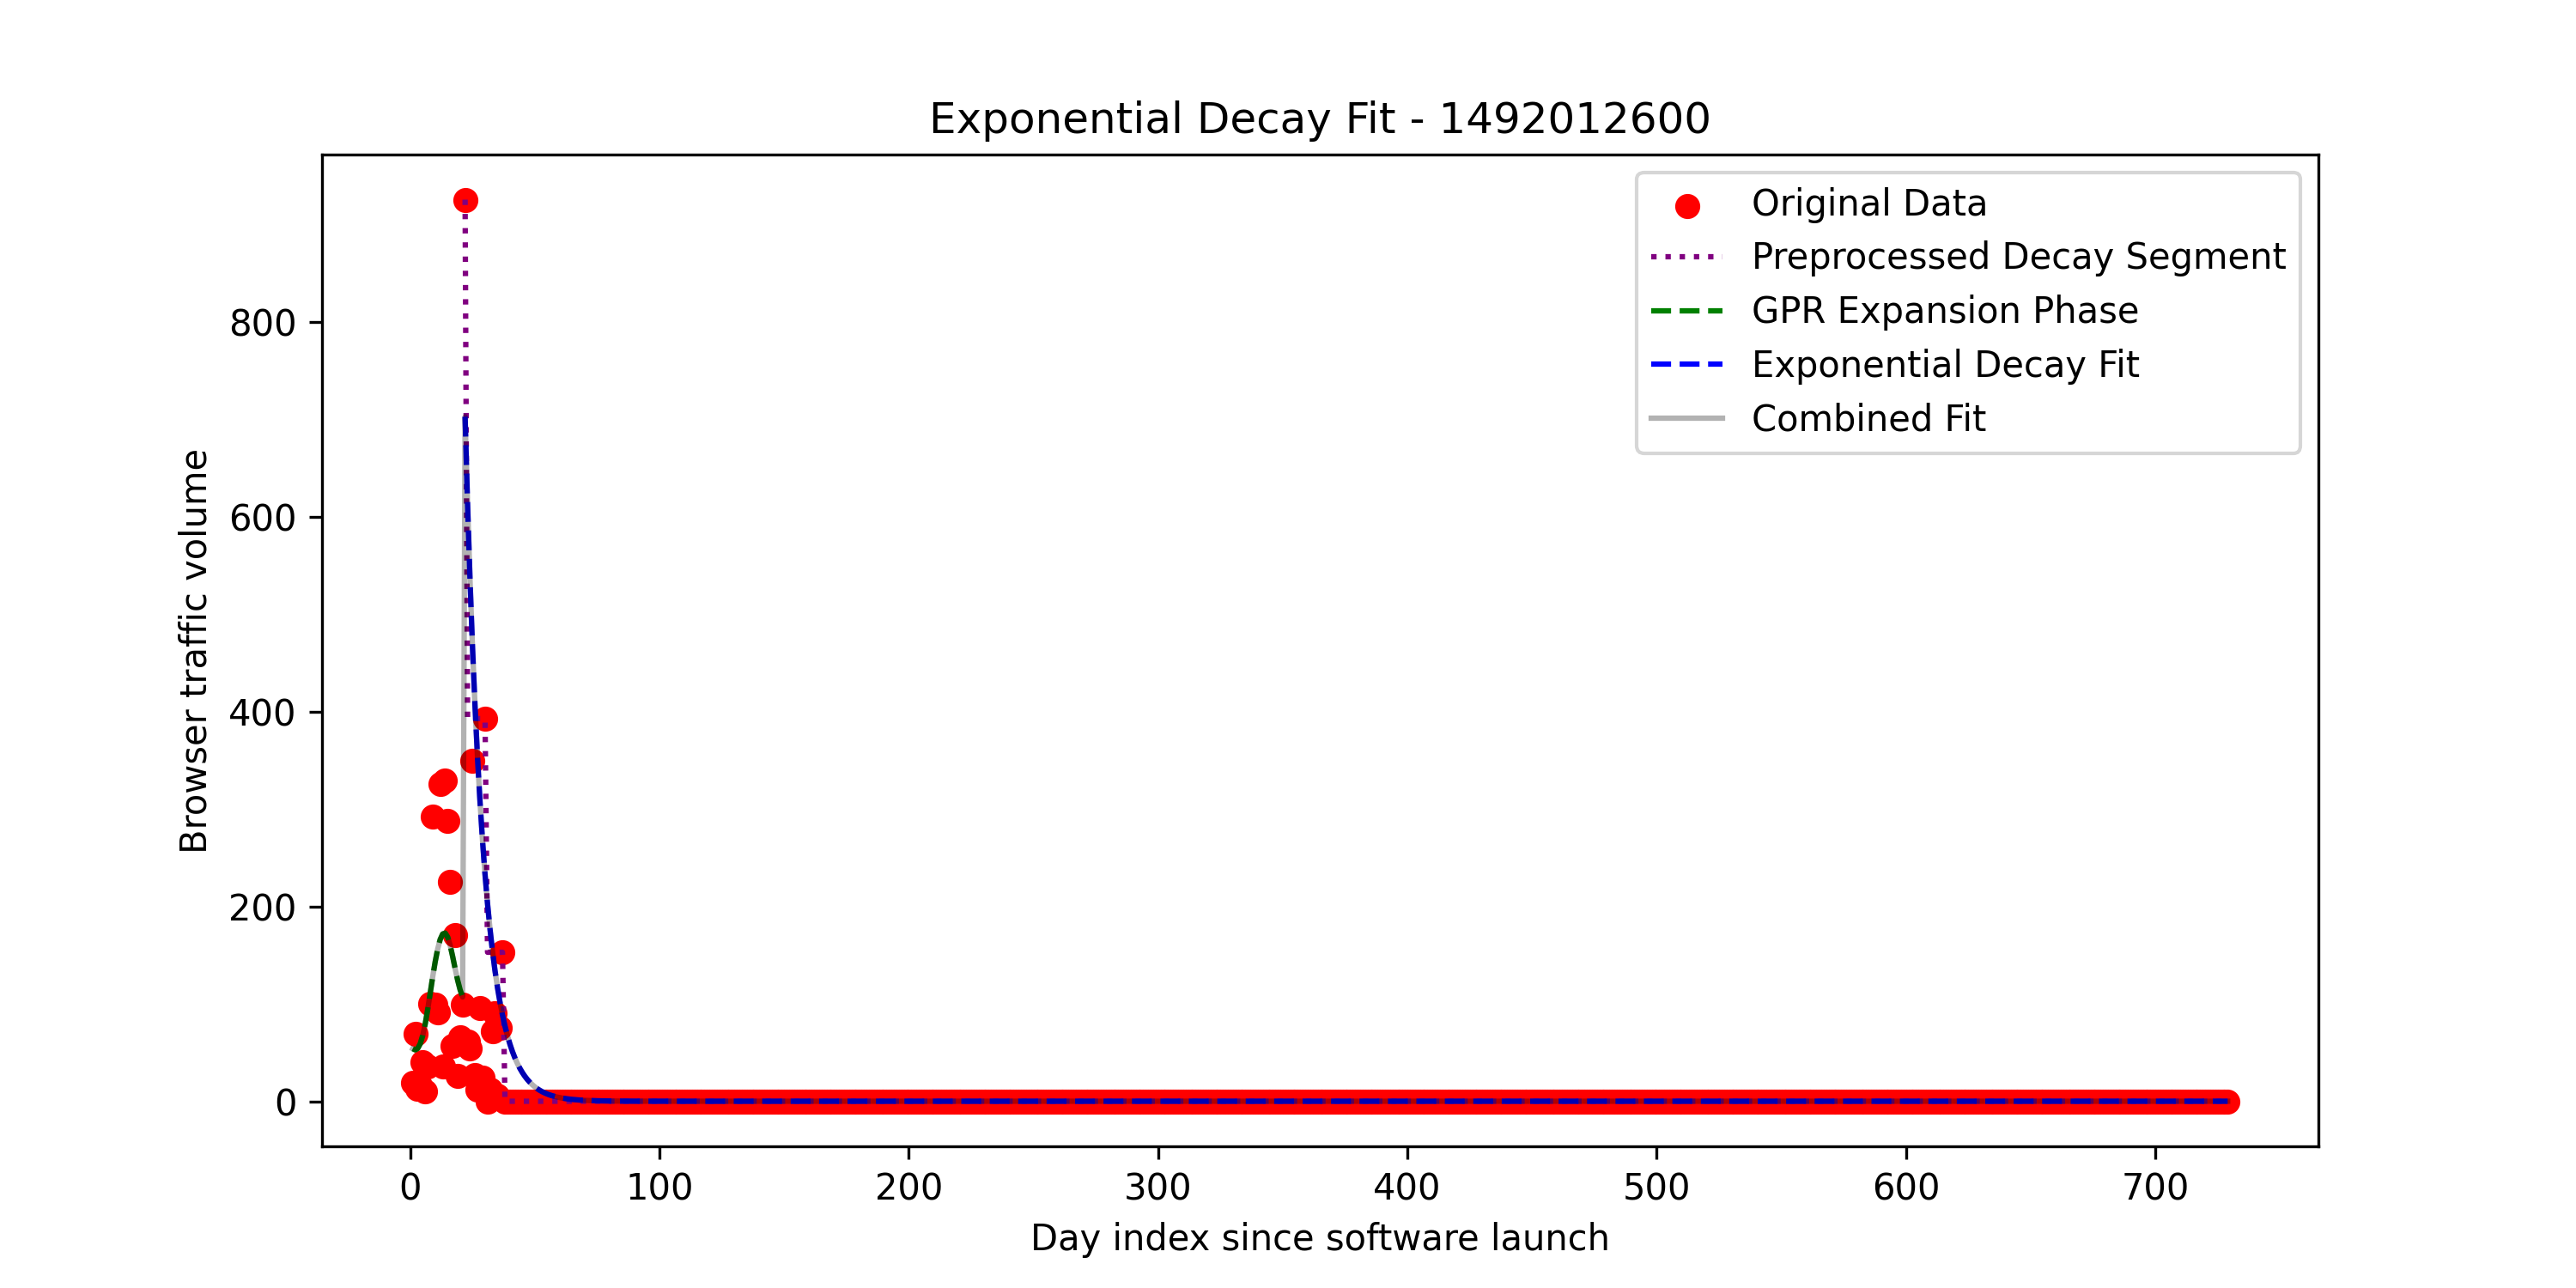 Exponential Decay Fit - 1492012600
Original Data
Preprocessed Decay Segment
GPR Expansion Phase
Exponential Decay Fit
Combined Fit
Browser traffic volume
800
600
400
200
0
0 100 200 300 400 500 600 700
Day index since software launch